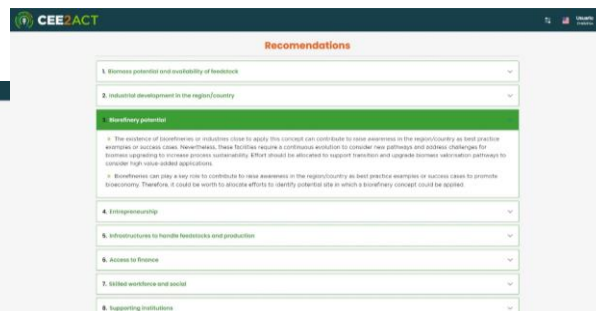 CEE2ACT
Usuario
Recomendations
1. Biomass potential and availability of feedstock
2. Industrial development in the region/country
3. Biorefinery potential
The existence of biorefineries or industries close to apply this concept can contribute to raise awareness in the region/country as best practice
examples or success cases. Nevertheless, these facilities require a continuous evolution to consider new pathways and address challenges for
biomass upgrading to increase process sustainability. Effort should be allocated to support transition and upgrade biomass valorisation pathways to
consider high value-added applications.
Biorefineries can play a key role to contribute to raise awareness in the region/country as best practice examples or success cases to promote
bioeconomy. Therefore, it could be worth to allocate efforts to identify potential site in which a biorefinery concept could be applied.
4. Entrepreneurship
5. Infrastructures to handle feedstocks and production
6. Access to finance
7. Skilled workforce and social
8. Supporting institutions